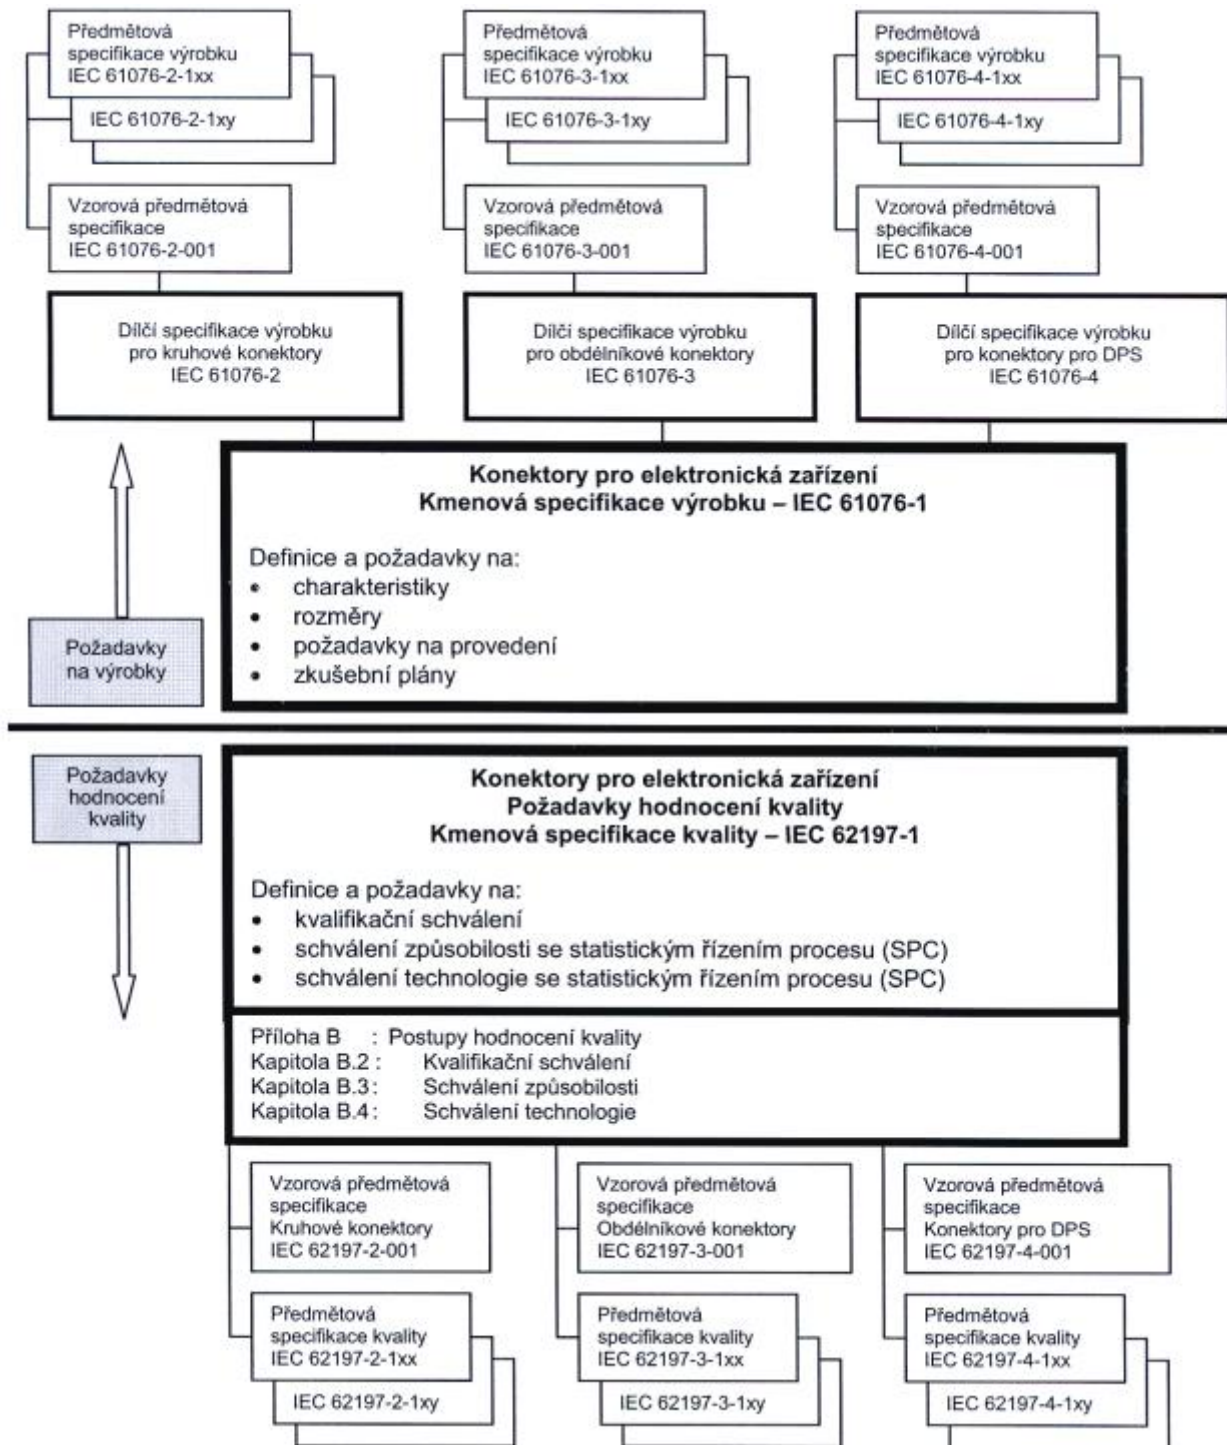 Předmětová
specifikace výrobku
IEC 61076-2-1xx
IEC 61076-2-1xy
Vzorová předmětová
specifikace
IEC 61076-2-001
Předmětová
specifikace výrobku
IEC 61076-3-1xx
IEC 61076-3-1xy
Vzorová předmětová
specifikace
IEC 61076-3-001
Předmětová
specifikace výrobku
IEC 61076-4-1xx
IEC 61076-4-1xy
Vzorová předmětová
specifikace
IEC 61076-4-001
Dílčí specifikace výrobku
pro kruhové konektory
IEC 61076-2
Dílčí specifikace výrobku
pro obdélníkové konektory
IEC 61076-3
Dílčí specifikace výrobku
pro konektory pro DPS
IEC 61076-4
Požadavky
na výrobky
Konektory pro elektronická zařízení
Kmenová specifikace výrobku – IEC 61076-1
Definice a požadavky na:
• charakteristiky
• rozměry
• požadavky na provedení
• zkušební plány
Požadavky
hodnocení
kvality
Konektory pro elektronická zařízení
Požadavky hodnocení kvality
Kmenová specifikace kvality – IEC 62197-1
Definice a požadavky na:
• kvalifikační schválení
• schválení způsobilosti se statistickým řízením procesu (SPC)
• schválení technologie se statistickým řízením procesu (SPC)
Příloha B : Postupy hodnocení kvality
Kapitola B.2 : Kvalifikační schválení
Kapitola B.3 : Schválení způsobilosti
Kapitola B.4 : Schválení technologie
Vzorová předmětová
specifikace
Kruhové konektory
IEC 62197-2-001
Předmětová
specifikace kvality
IEC 62197-2-1xx
IEC 62197-2-1xy
Vzorová předmětová
specifikace
Obdélníkové konektory
IEC 62197-3-001
Předmětová
specifikace kvality
IEC 62197-3-1xx
IEC 62197-3-1xy
Vzorová předmětová
specifikace
Konektory pro DPS
IEC 62197-4-001
Předmětová
specifikace kvality
IEC 62197-4-1xx
IEC 62197-4-1xy